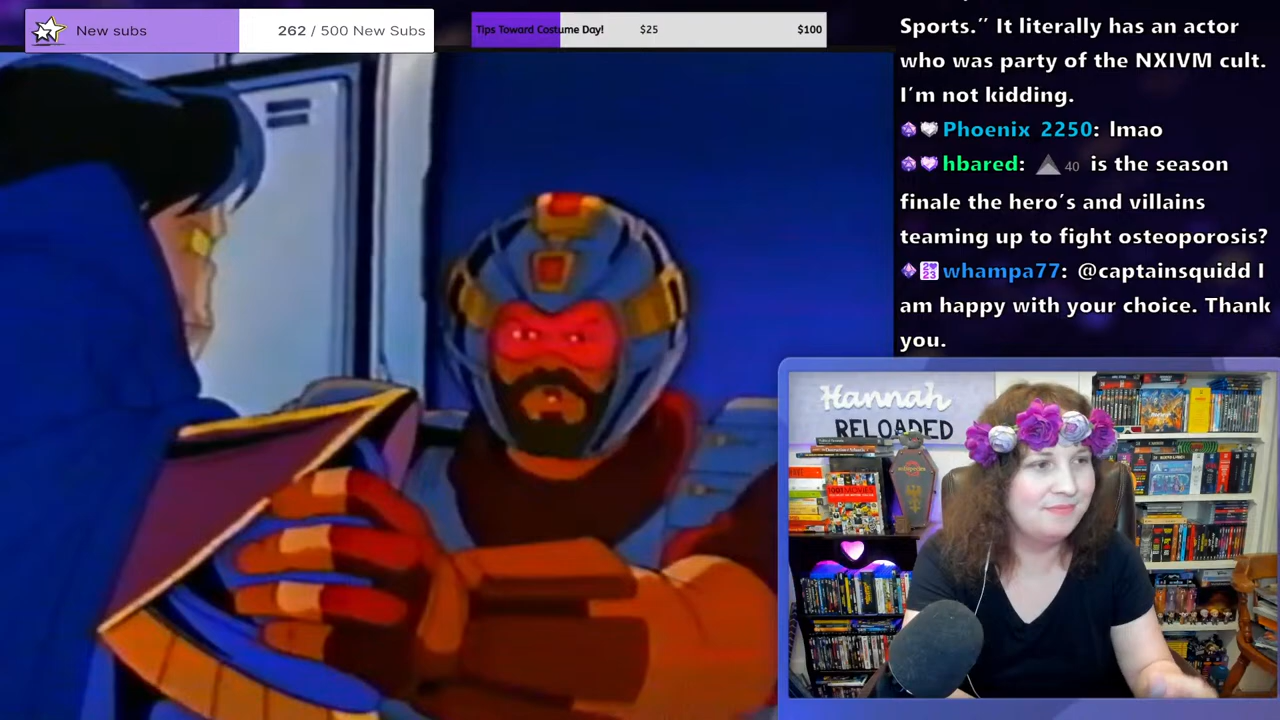 New subs
262 / 500 New Subs
Tips Toward Costume Day!
$25
$100
Sports.” It literally has an actor
who was party of the NXIVM cult.
I´m not kidding.
Phoenix 2250: lmao
hbared: 40 is the season
finale the hero´s and villains
teaming up to fight osteoporosis?
whampa77: @captainsquidd I
am happy with your choice. Thank
you.
Hannah
RELOADED